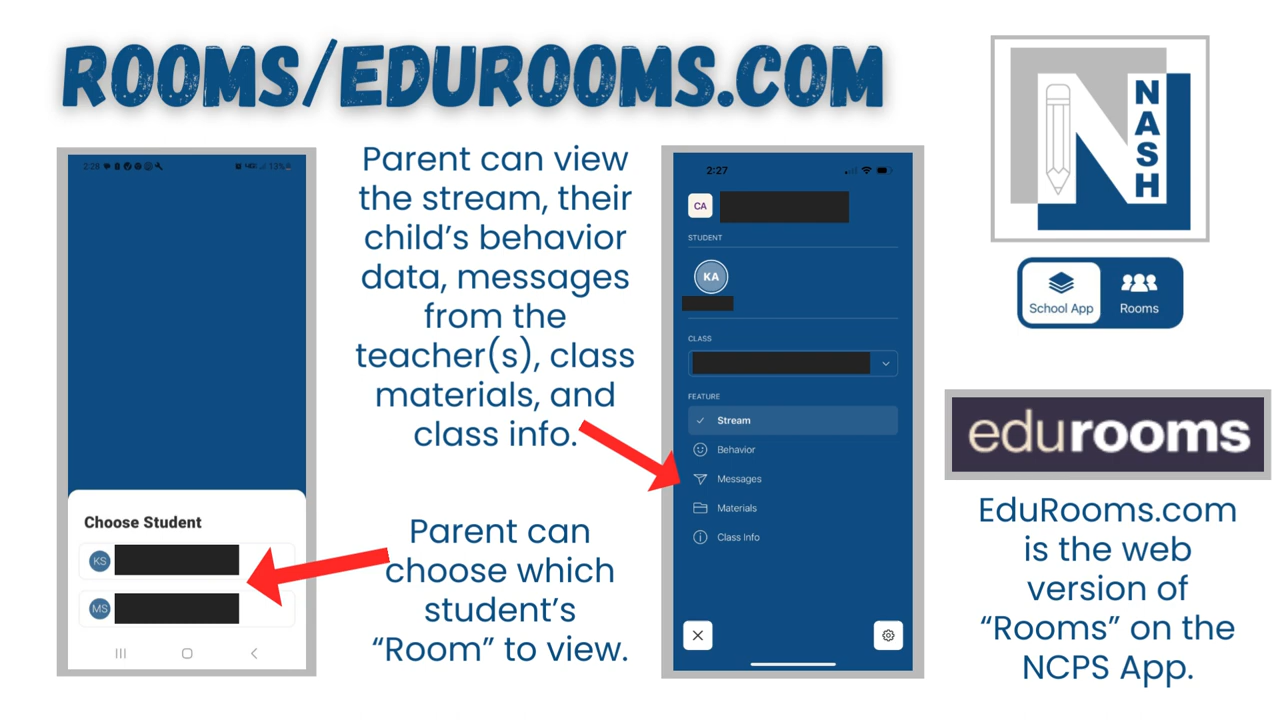 ROOMS/EDUROOMS.COM
2:28
13%
Choose Student
KS
MS
Parent can view
the stream, their
child's behavior
data, messages
from the
teacher(s), class
materials, and
class info.
Parent can
choose which
student's
“Room” to view.
2:27
CA
STUDENT
KA
CLASS
FEATURE
Stream
Behavior
Messages
Materials
Class Info
NASH
School App
Rooms
edurooms
EduRooms.com
is the web
version of
“Rooms” on the
NCPS App.